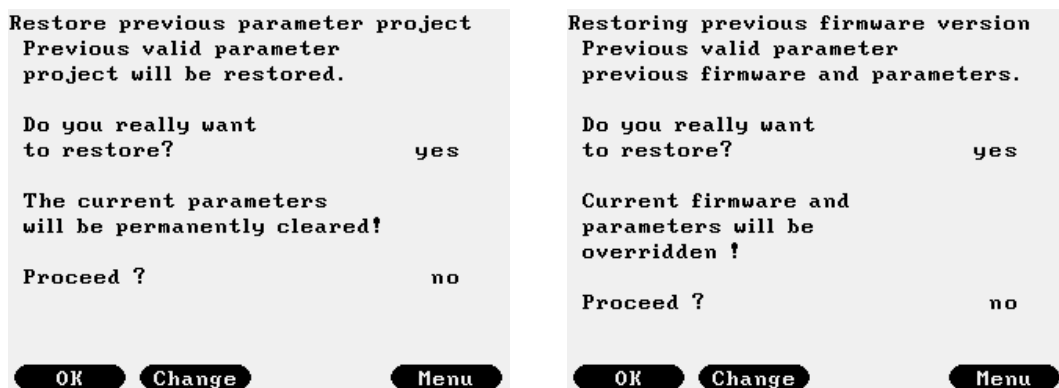 Restore previous parameter project
Previous valid parameter
project will be restored.
Do you really want
to restore? yes
The current parameters
will be permanently cleared!
Proceed ? no
OK Change Menu
Restoring previous firmware version
Previous valid parameter
previous firmware and parameters.
Do you really want
to restore? yes
Current firmware and
parameters will be
overridden !
Proceed ? no
OK Change Menu